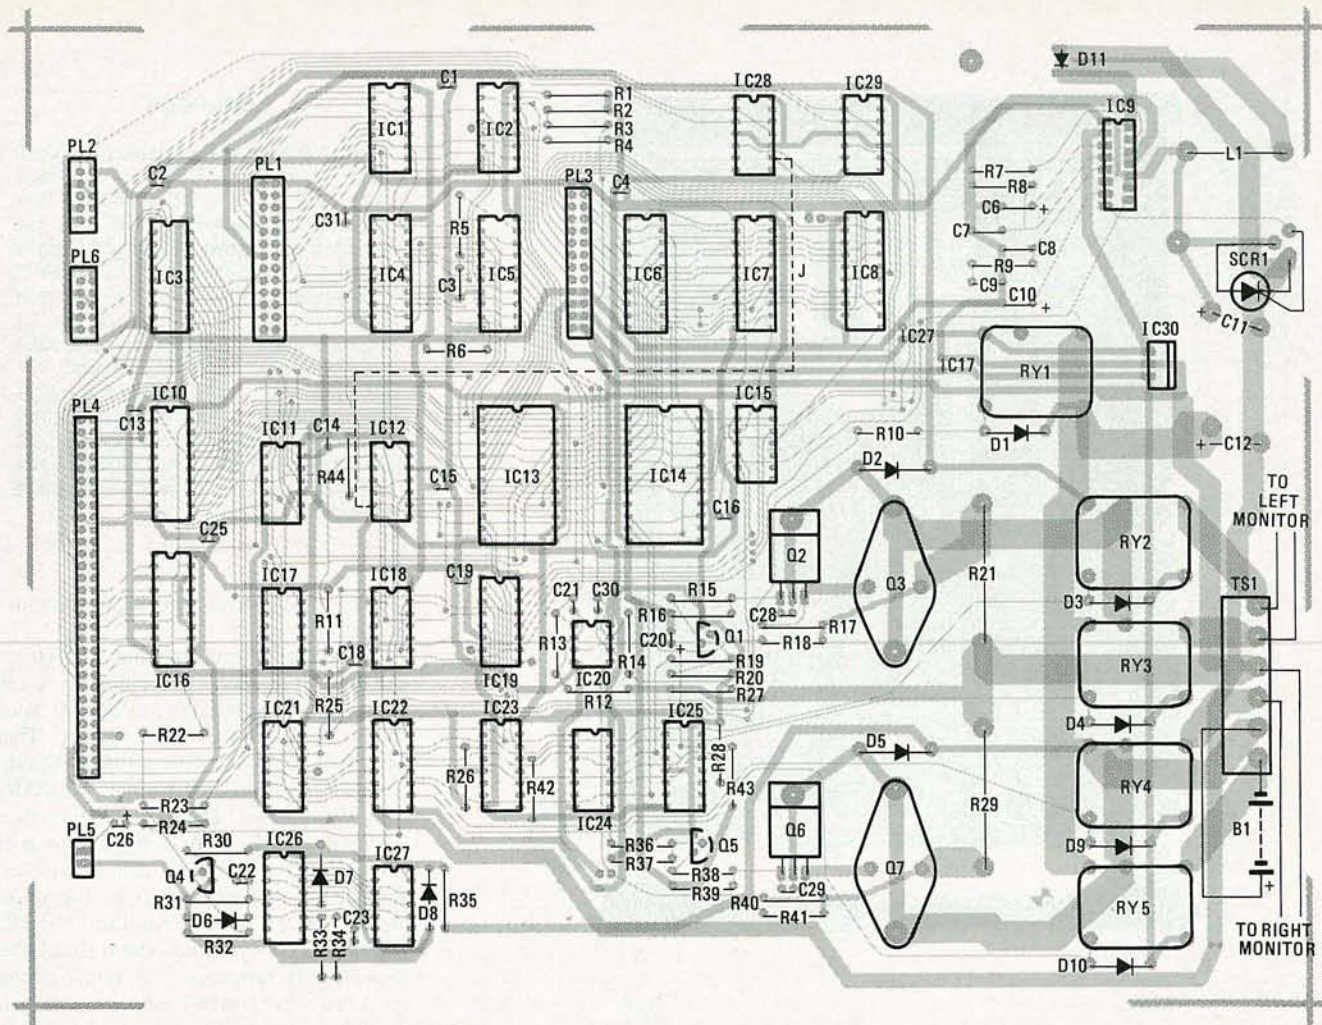 D11
C1
IC28
IC29
R1
IC9
R2
IC1
IC2
R3
R4
PL2
PL1
L1
C2
PL3
C4
R7
R8
C6
+
C31
R5
C7
C8
PL6
IC3
IC4
IC5
IC6
IC7
J
IC8
R9
SCR1
C3
C9
C10
+
+
C11
IC27
IC30
R6
IC17
RY1
IC10
IC15
PL4
C13
IC11
C14
IC12
R10
D1
+
C12
R44
C15
IC13
IC14
D2
TO
LEFT
MONITOR
C16
C25
Q2
RY2
IC17
IC18
C19
C21
C30
R15
Q3
R21
TS1
R11
R16
C28
D3
R13
C20
+
Q1
R17
R18
C18
R14
RY3
IC16
IC19
IC20
R19
R20
R12
R27
IC21
R25
IC22
IC23
IC25
D4
R22
D5
R28
R26
R42
R43
RY4
R23
R29
+
R24
IC24
B1
PL5
C26
R30
IC26
IC27
R36
Q5
Q6
D9
R37
+
Q4
C22
D7
R38
C29
Q7
R31
D8
R35
R39
R40
RY5
D6
C23
R41
R32
R33
R34
TO RIGHT
MONITOR
D10